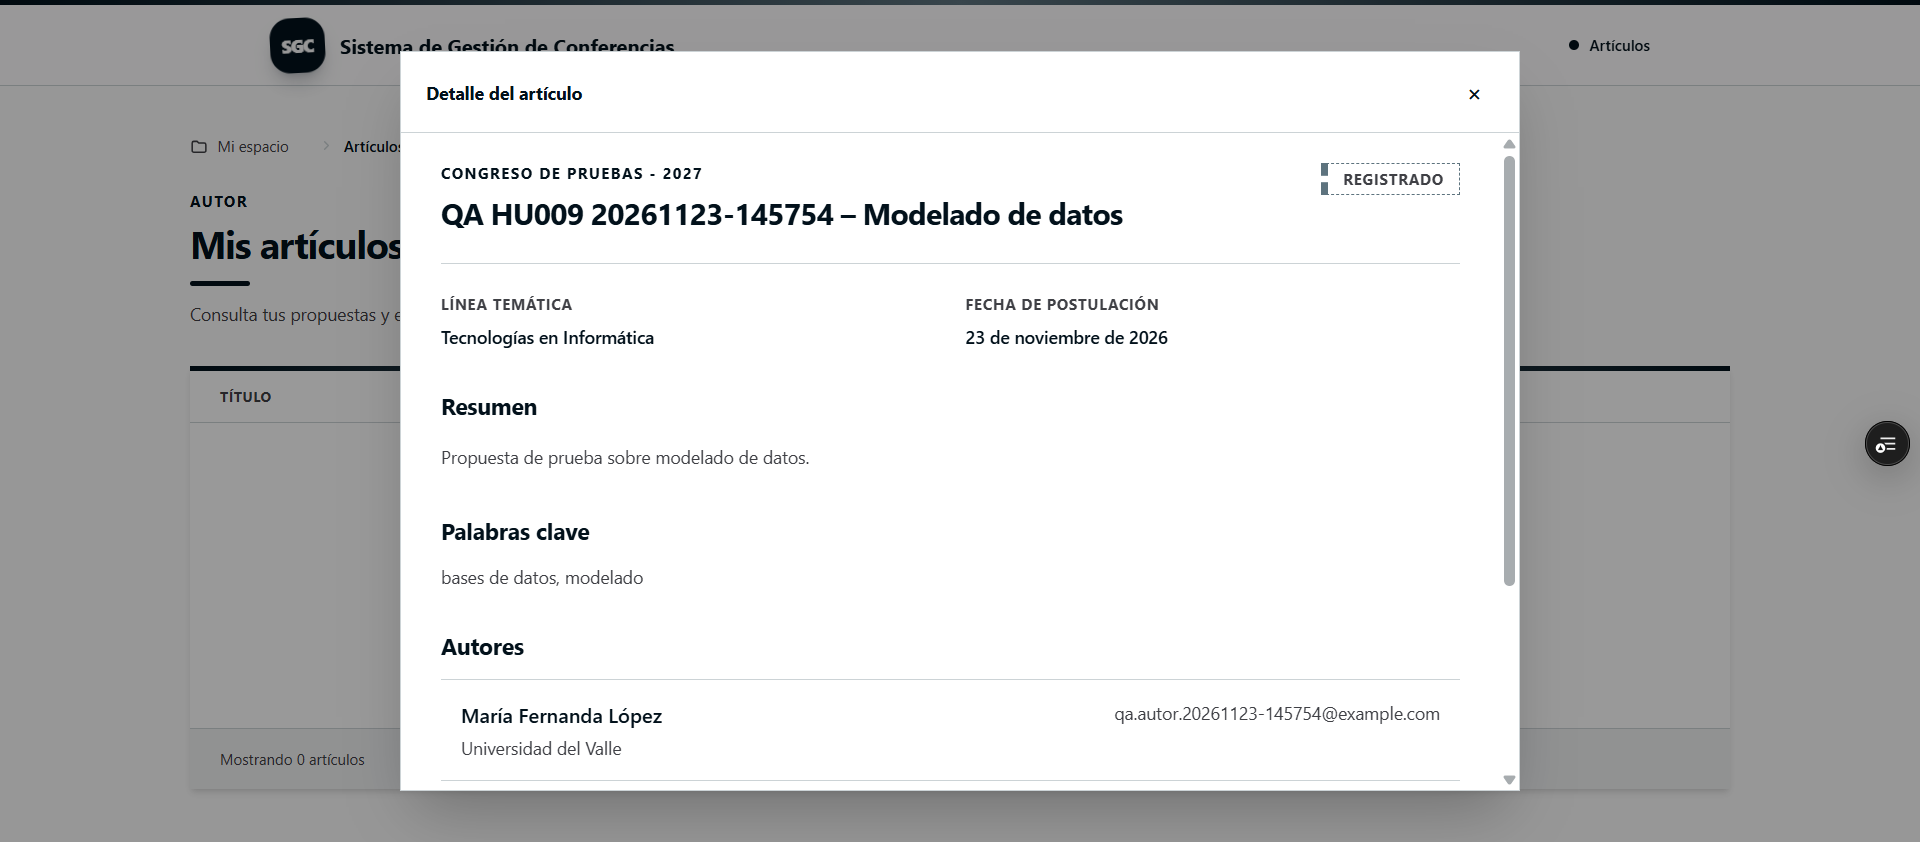 SGC
Sistema de Gestión de Conferencias
Artículos
Mi espacio
Artículos
AUTOR
Mis artículos
Consulta tus propuestas y e
TÍTULO
Mostrando 0 artículos
Detalle del artículo
×
CONGRESO DE PRUEBAS - 2027
REGISTRADO
QA HU009 20261123-145754 – Modelado de datos
LÍNEA TEMÁTICA
Tecnologías en Informática
FECHA DE POSTULACIÓN
23 de noviembre de 2026
Resumen
Propuesta de prueba sobre modelado de datos.
Palabras clave
bases de datos, modelado
Autores
María Fernanda López
qa.autor.20261123-145754@example.com
Universidad del Valle